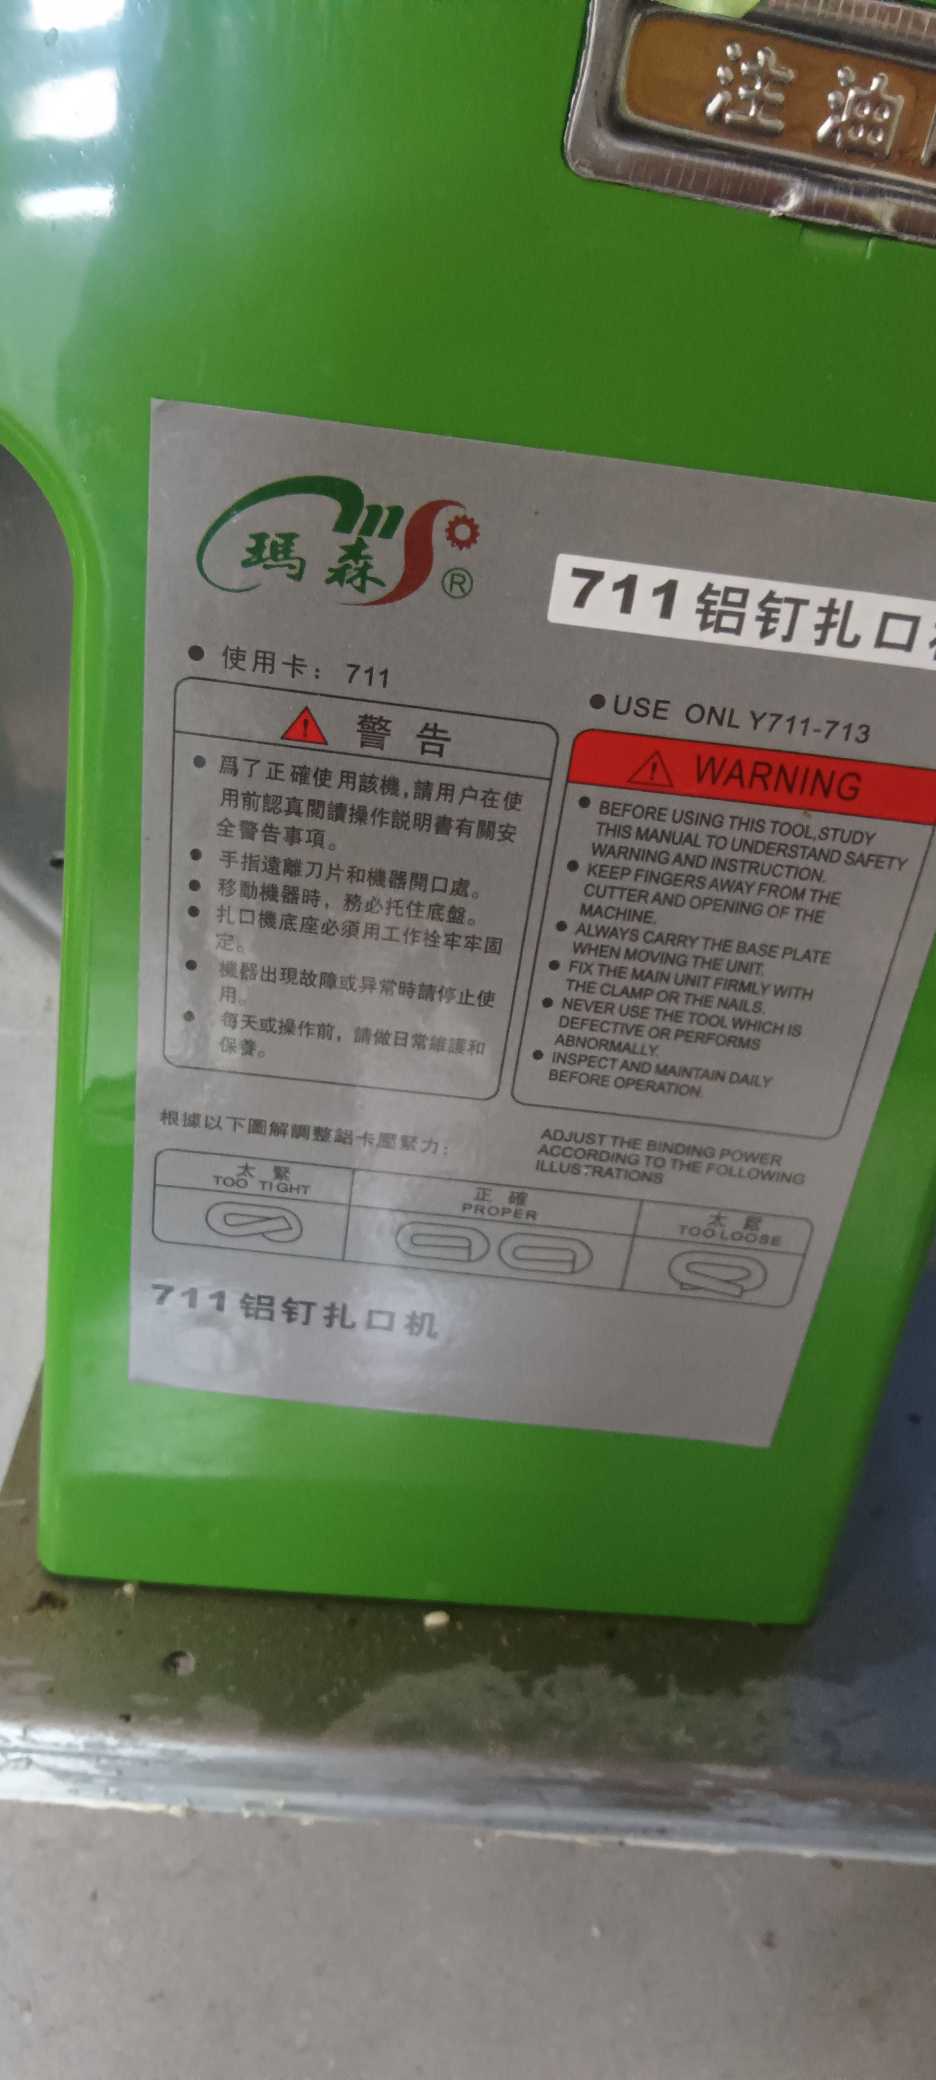 注油
瑪森
®
711铝钉扎口
● 使用卡：711
● USE ONLY711-713
警告
● 爲了正確使用該機,請用户在使
用前認真閲讀操作説明書有關安
全警告事項。
● 手指遠離刀片和機器開口處。
● 移動機器時，務必托住底盤。
● 扎口機底座必須用工作栓牢牢固
定。
● 機器出現故障或异常時請停止使
用。
● 每天或操作前，請做日常維護和
保養。
WARNING
● BEFORE USING THIS TOOL,STUDY
THIS MANUAL TO UNDERSTAND SAFETY
WARNING AND INSTRUCTION.
● KEEP FINGERS AWAY FROM THE
CUTTER AND OPENING OF THE
MACHINE.
● ALWAYS CARRY THE BASE PLATE
WHEN MOVING THE UNIT.
● FIX THE MAIN UNIT FIRMLY WITH
THE CLAMP OR THE NAILS.
● NEVER USE THE TOOL WHICH IS
DEFECTIVE OR PERFORMS
ABNORMALLY.
● INSPECT AND MAINTAIN DAILY
BEFORE OPERATION.
根據以下圖解調整鋁卡壓緊力：
ADJUST THE BINDING POWER
ACCORDING TO THE FOLLOWING
ILLUSTRATIONS
太緊
TOO TIGHT
正確
PROPER
太鬆
TOO LOOSE
711铝钉扎口机